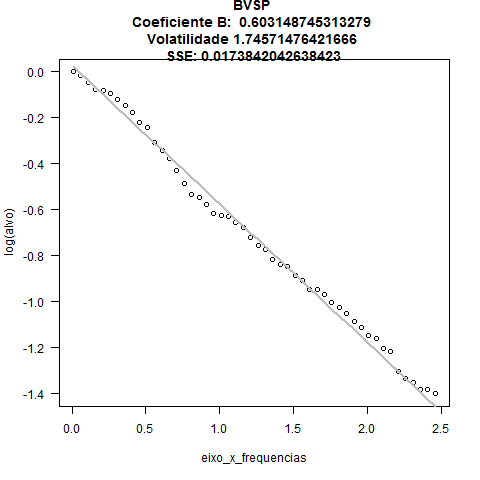 BVSP
Coeficiente B: 0.603148745313279
Volatilidade 1.74571476421666
SSE: 0.0173842042638423
0.0
-0.2
-0.4
-0.6
-0.8
-1.0
-1.2
-1.4
log(alvo)
0.0 0.5 1.0 1.5 2.0 2.5
eixo_x_frequencias